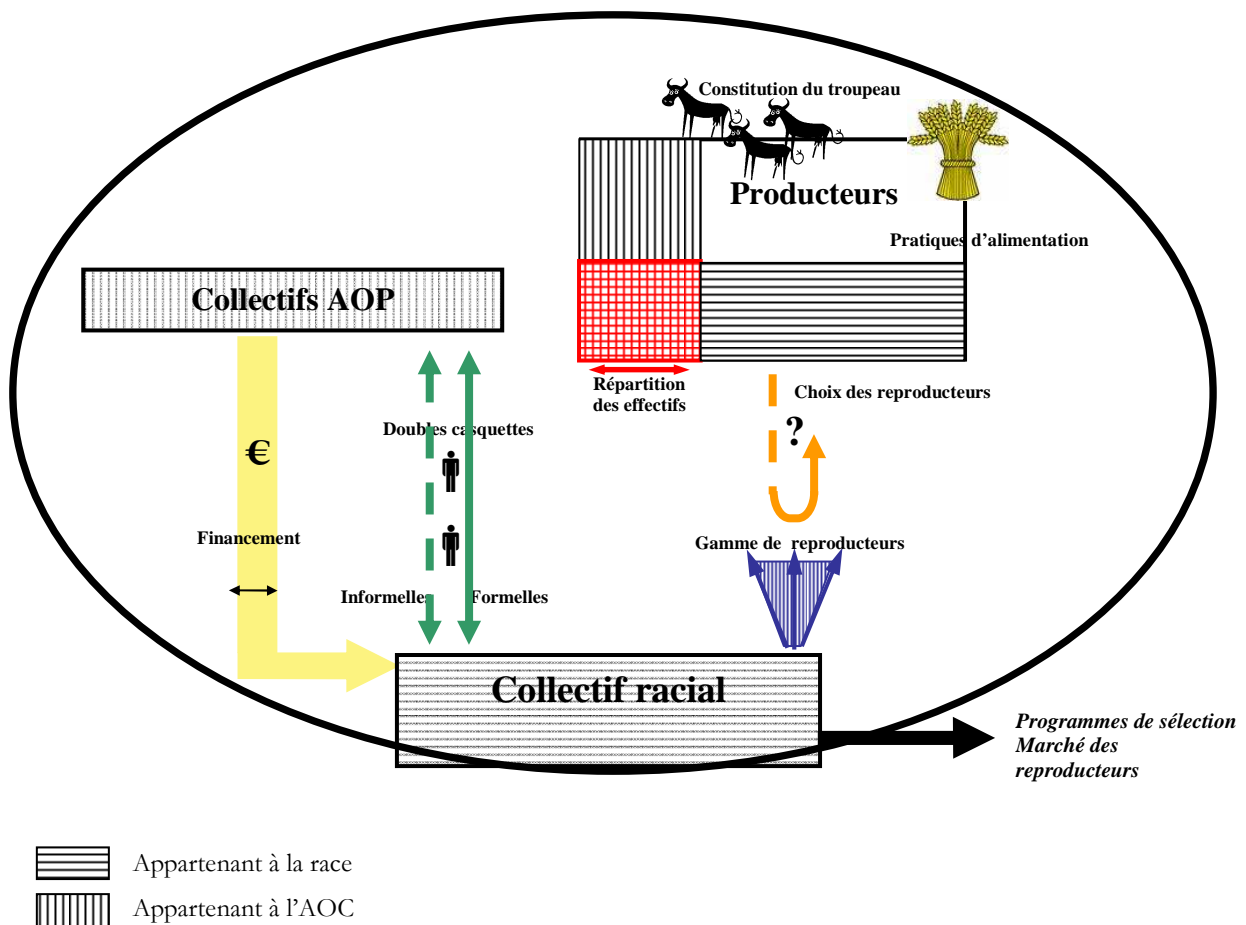 Constitution du troupeau
Producteurs
Pratiques d'alimentation
Collectifs AOP
Répartition
des effectifs
Choix des reproducteurs
?
Doubles casquettes
€
Financement
Gamme de reproducteurs
Informelles
Formelles
Collectif racial
Programmes de sélection
Marché des
reproducteurs
Appartenant à la race
Appartenant à l'AOC